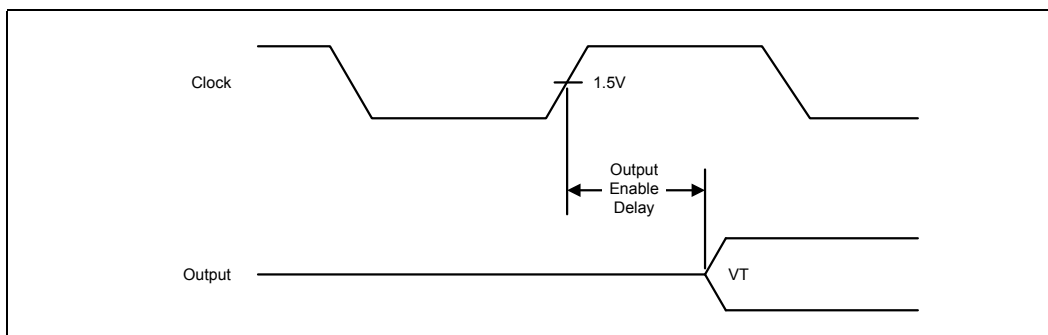 Clock
1.5V
Output
Enable
Delay
Output
VT